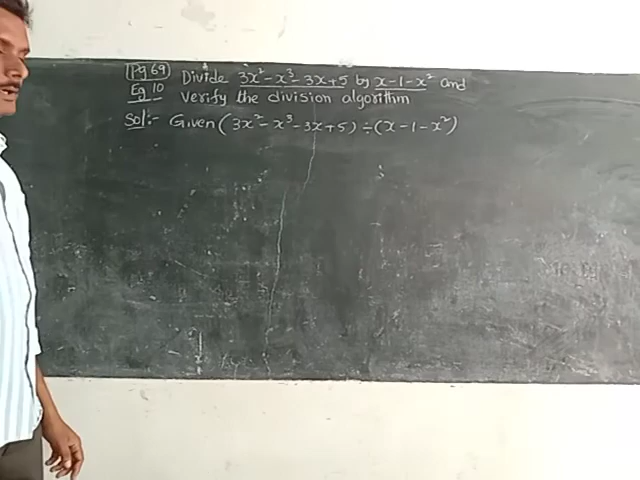 Pg 69 Divide 3x² - x³ - 3x + 5 by x - 1 - x² and
Eg 10 verify the division algorithm
Sol:- Given (3x² - x³ - 3x + 5) ÷ (x - 1 - x²)